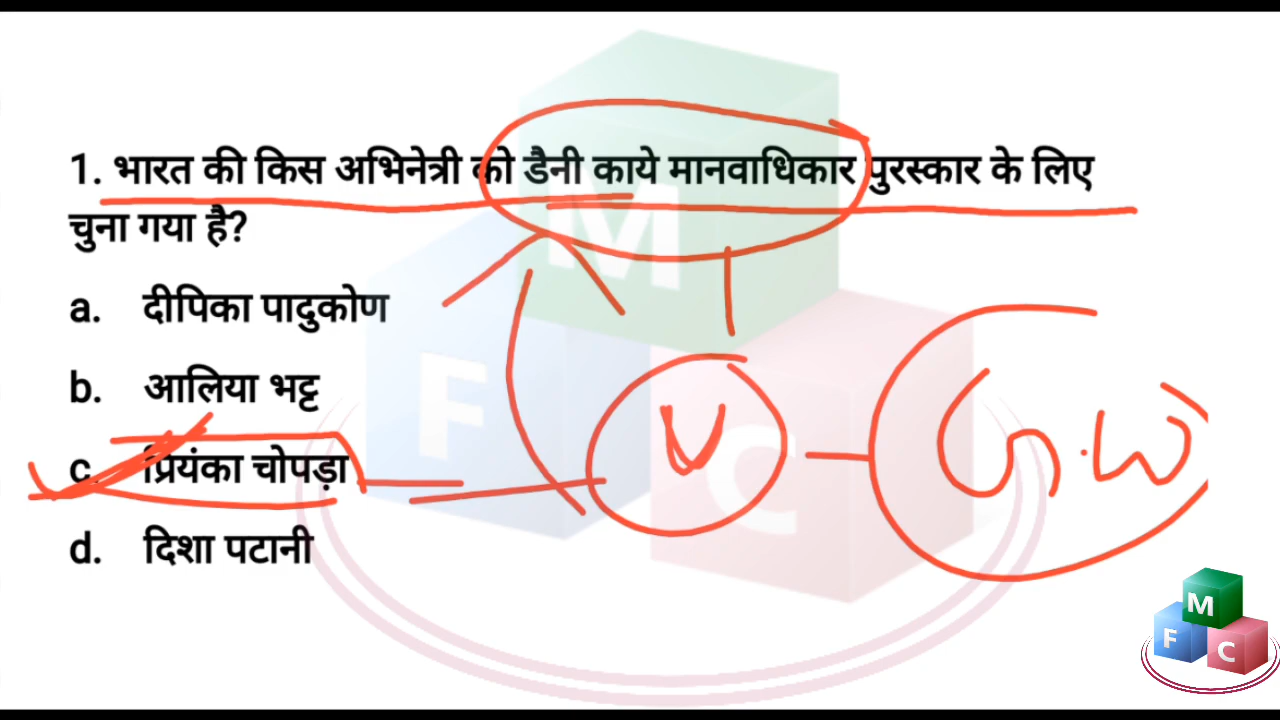 1. भारत की किस अभिनेत्री को डैनी काये मानवाधिकार पुरस्कार के लिए
चुना गया है?
a. दीपिका पादुकोण
b. आलिया भट्ट
c. प्रियंका चोपड़ा
d. दिशा पटानी
M
F
C
M
F
C